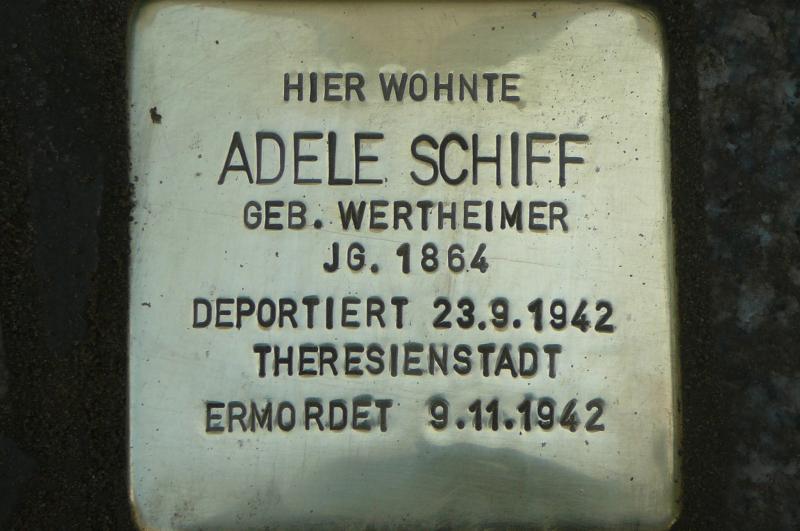 HIER WOHNTE
ADELE SCHIFF
GEB. WERTHEIMER
JG. 1864
DEPORTIERT 23.9.1942
THERESIENSTADT
ERMORDET 9.11.1942